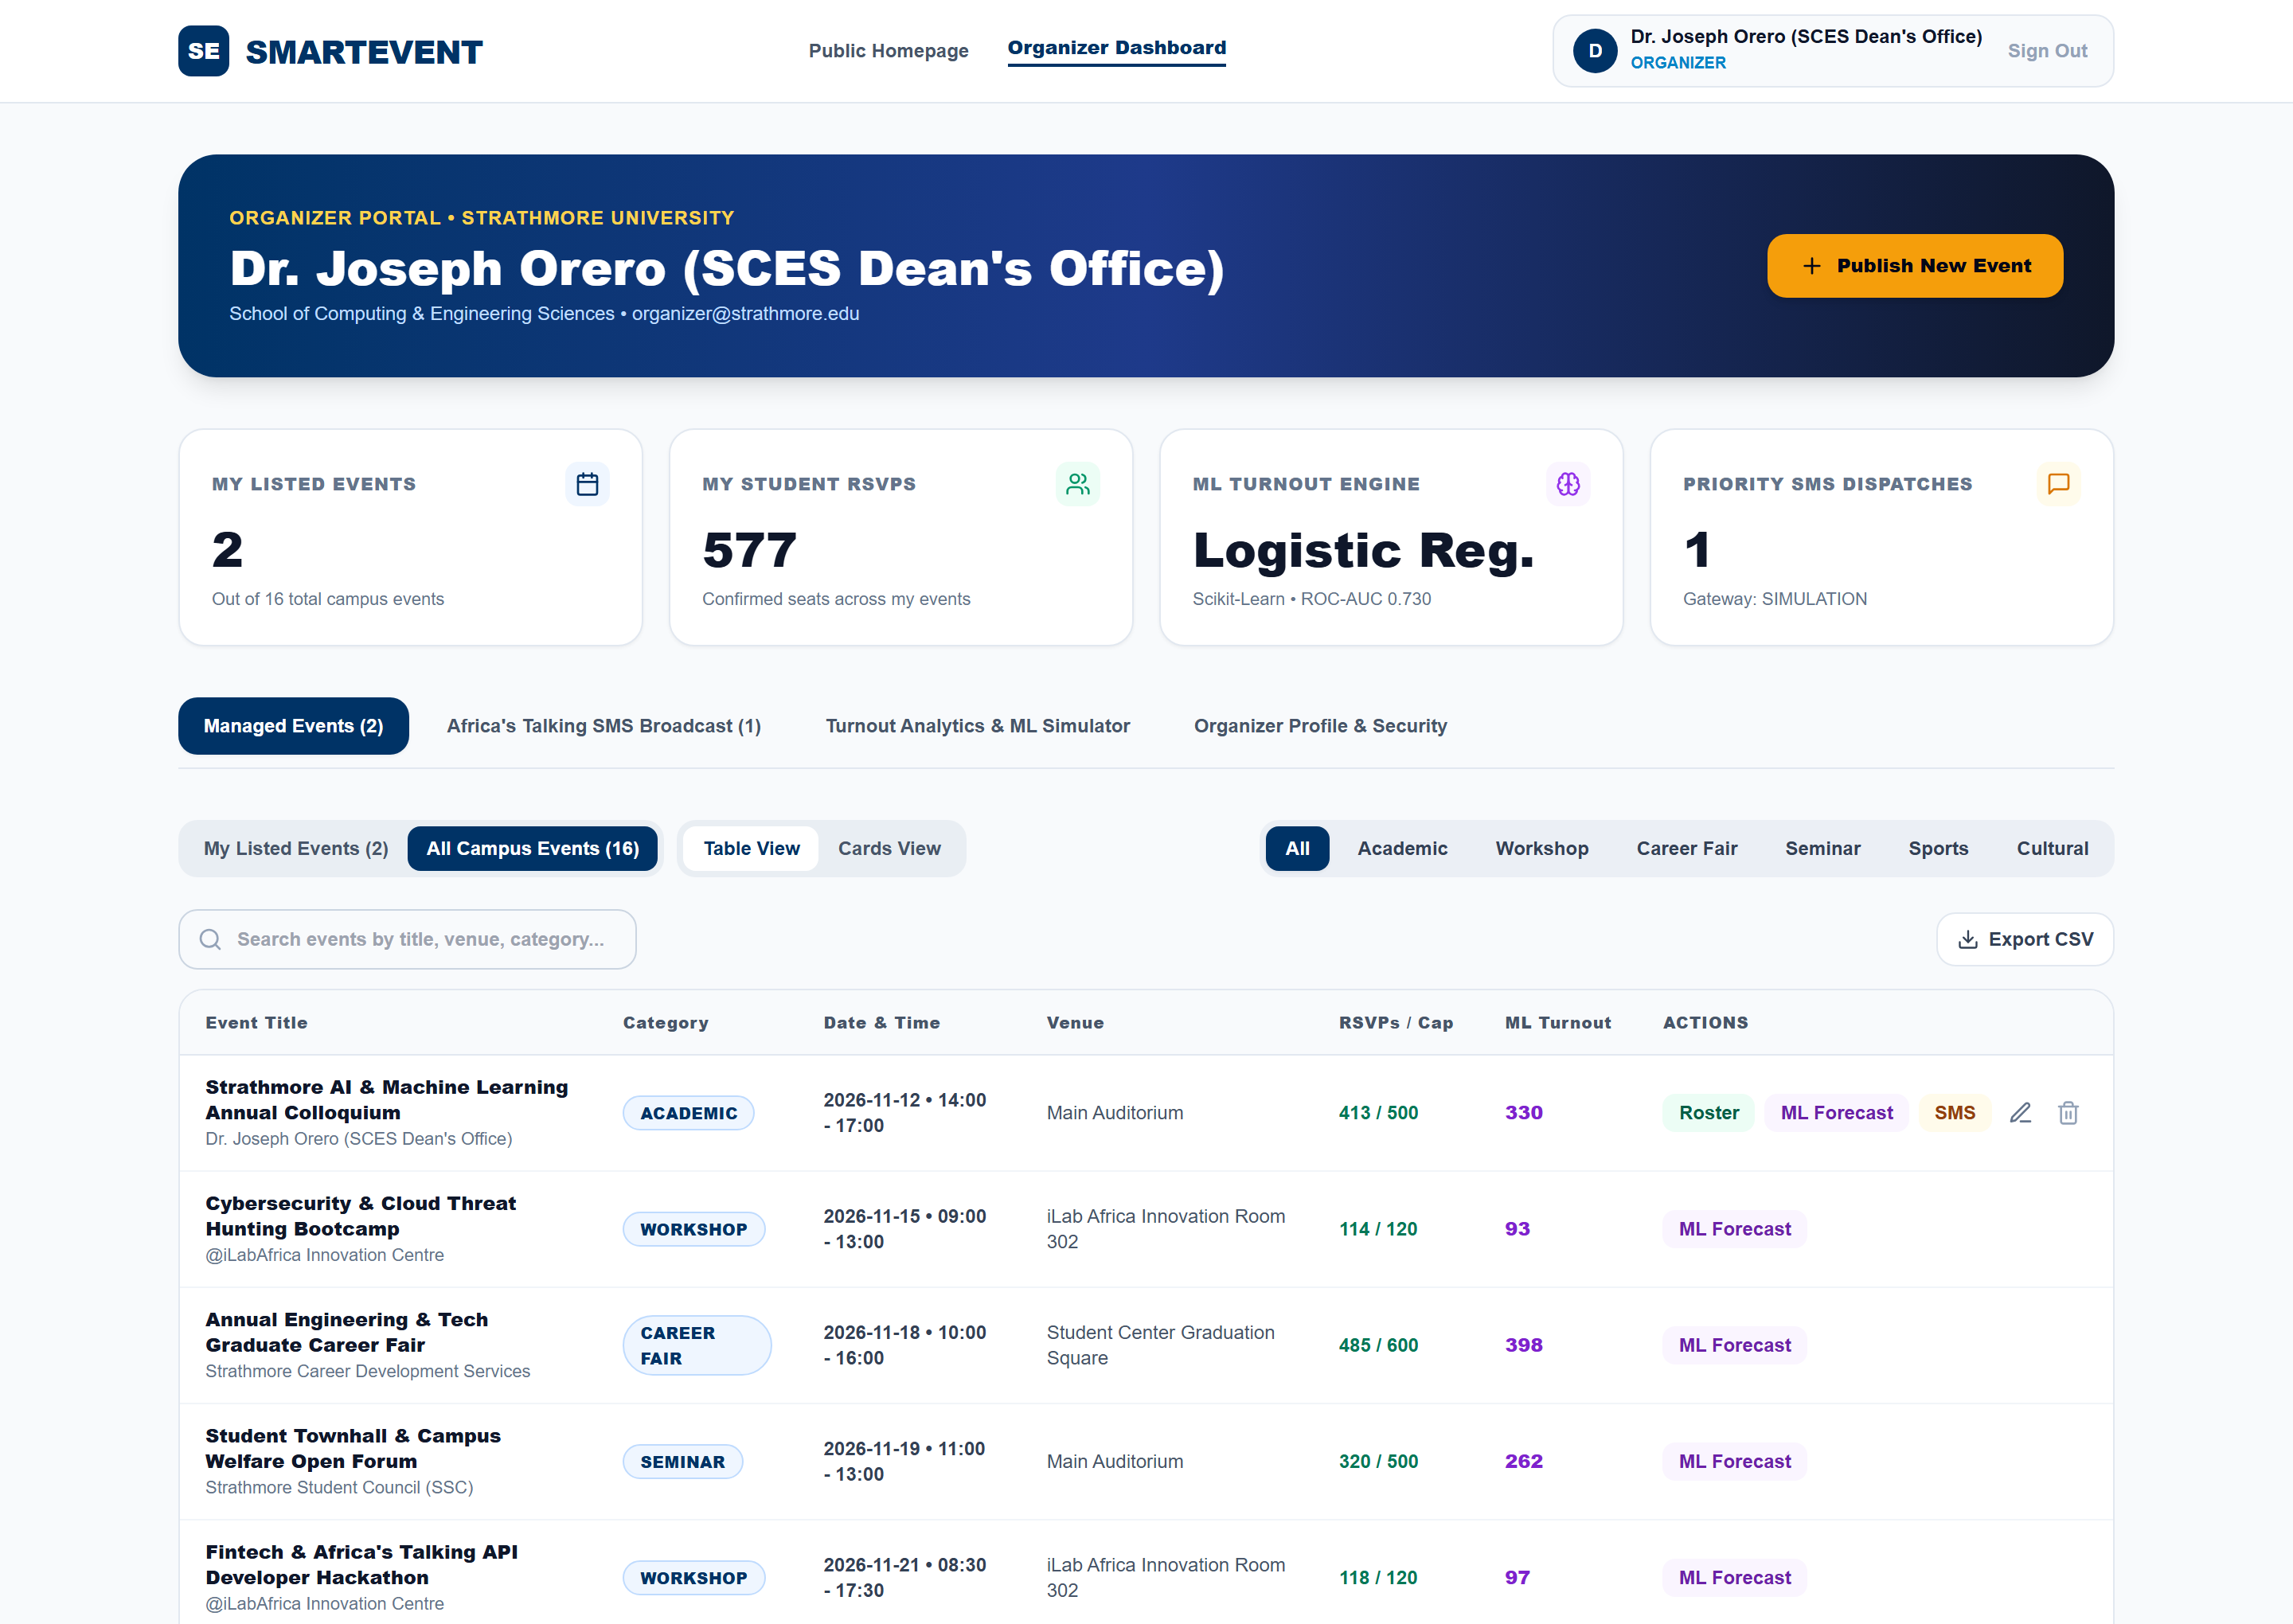 SE SMARTEVENT
Public Homepage
Organizer Dashboard
D
Dr. Joseph Orero (SCES Dean's Office)
ORGANIZER
Sign Out
ORGANIZER PORTAL • STRATHMORE UNIVERSITY
Dr. Joseph Orero (SCES Dean's Office)
School of Computing & Engineering Sciences • organizer@strathmore.edu
Publish New Event
MY LISTED EVENTS
2
Out of 16 total campus events
MY STUDENT RSVPS
577
Confirmed seats across my events
ML TURNOUT ENGINE
Logistic Reg.
Scikit-Learn • ROC-AUC 0.730
PRIORITY SMS DISPATCHES
1
Gateway: SIMULATION
Managed Events (2)
Africa's Talking SMS Broadcast (1)
Turnout Analytics & ML Simulator
Organizer Profile & Security
My Listed Events (2)
All Campus Events (16)
Table View
Cards View
All
Academic
Workshop
Career Fair
Seminar
Sports
Cultural
Search events by title, venue, category...
Export CSV
Event Title
Category
Date & Time
Venue
RSVPs / Cap
ML Turnout
ACTIONS
Strathmore AI & Machine Learning
Annual Colloquium
Dr. Joseph Orero (SCES Dean's Office)
ACADEMIC
2026-11-12 • 14:00
- 17:00
Main Auditorium
413 / 500
330
Roster
ML Forecast
SMS
Cybersecurity & Cloud Threat
Hunting Bootcamp
@iLabAfrica Innovation Centre
WORKSHOP
2026-11-15 • 09:00
- 13:00
iLab Africa Innovation Room
302
114 / 120
93
ML Forecast
Annual Engineering & Tech
Graduate Career Fair
Strathmore Career Development Services
CAREER
FAIR
2026-11-18 • 10:00
- 16:00
Student Center Graduation
Square
485 / 600
398
ML Forecast
Student Townhall & Campus
Welfare Open Forum
Strathmore Student Council (SSC)
SEMINAR
2026-11-19 • 11:00
- 13:00
Main Auditorium
320 / 500
262
ML Forecast
Fintech & Africa's Talking API
Developer Hackathon
@iLabAfrica Innovation Centre
WORKSHOP
2026-11-21 • 08:30
- 17:30
iLab Africa Innovation Room
302
118 / 120
97
ML Forecast